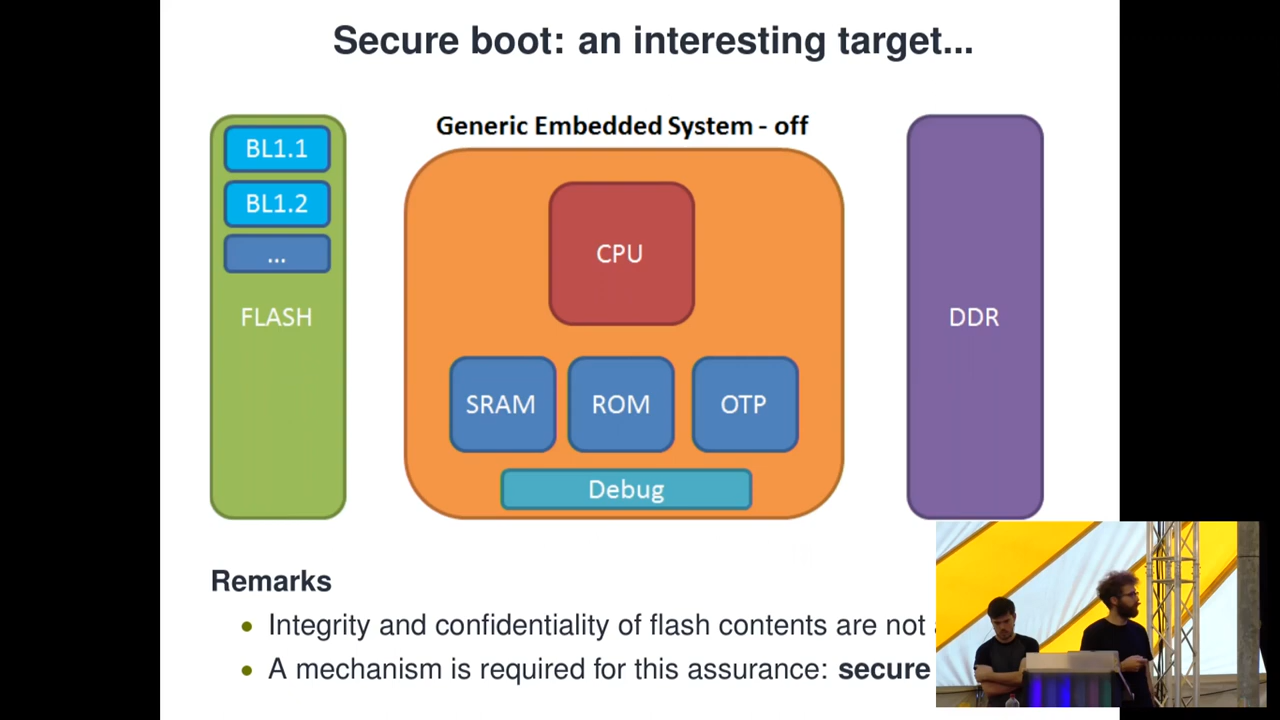 Secure boot: an interesting target...
Generic Embedded System - off
BL1.1
BL1.2
...
FLASH
CPU
SRAM
ROM
OTP
Debug
DDR
Remarks
• Integrity and confidentiality of flash contents are not
• A mechanism is required for this assurance: secure